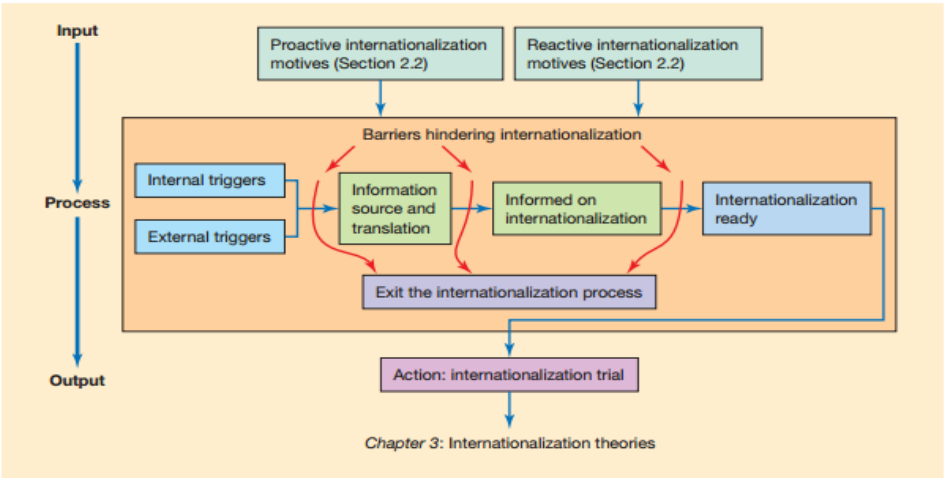 Input
Proactive internationalization
motives (Section 2.2)
Reactive internationalization
motives (Section 2.2)
Barriers hindering internationalization
Internal triggers
Process
External triggers
Information
source and
translation
Informed on
internationalization
Internationalization
ready
Exit the internationalization process
Output
Action: internationalization trial
Chapter 3: Internationalization theories